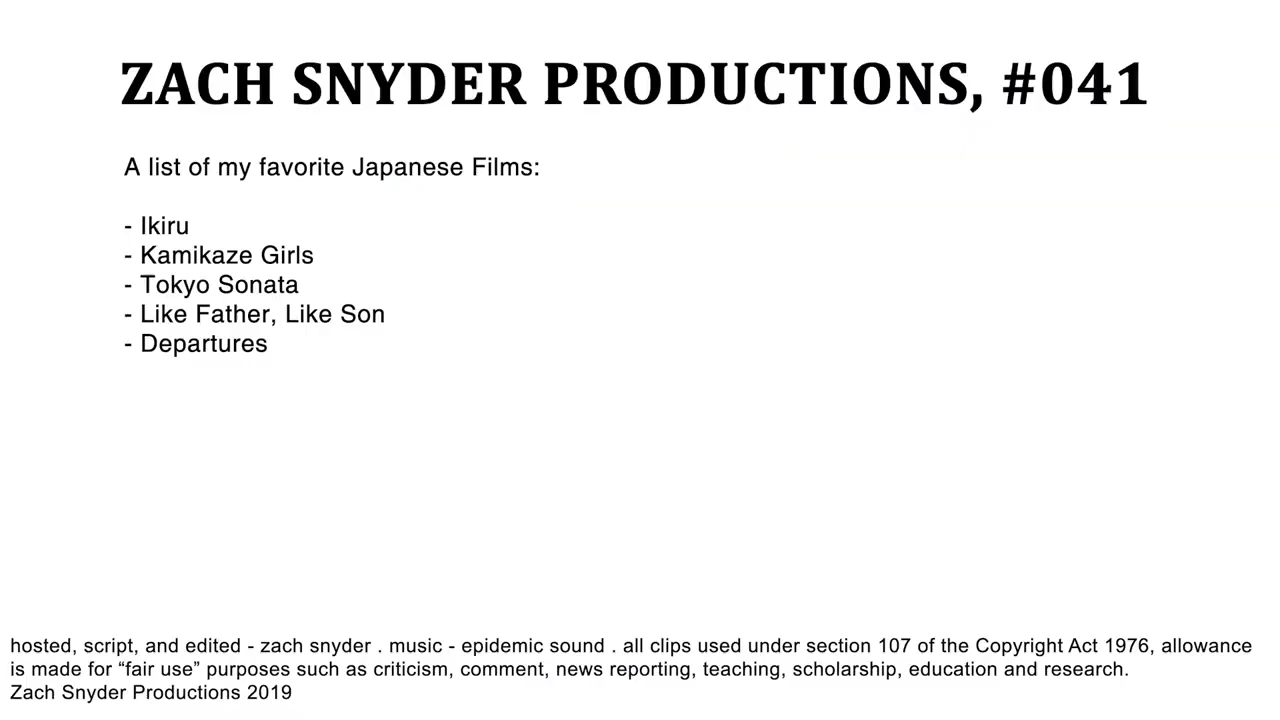 ZACH SNYDER PRODUCTIONS, #041
A list of my favorite Japanese Films:
- Ikiru
- Kamikaze Girls
- Tokyo Sonata
- Like Father, Like Son
- Departures
hosted, script, and edited - zach snyder . music - epidemic sound . all clips used under section 107 of the Copyright Act 1976, allowance
is made for “fair use” purposes such as criticism, comment, news reporting, teaching, scholarship, education and research.
Zach Snyder Productions 2019